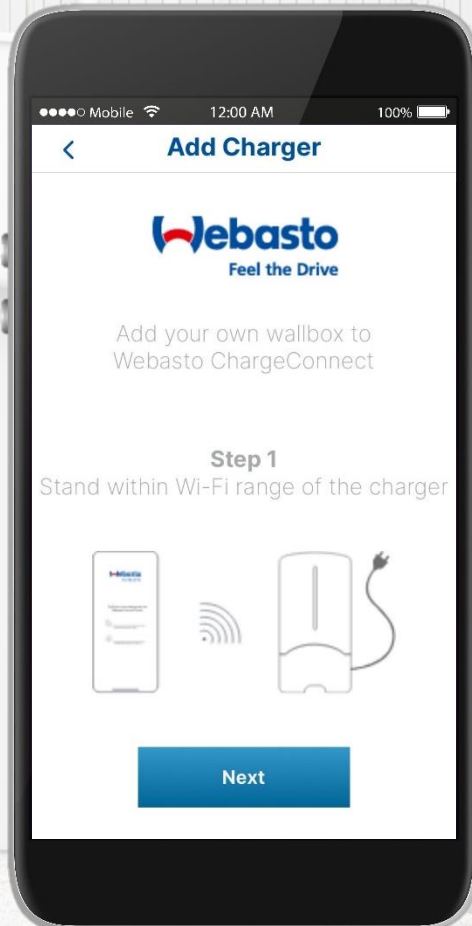 Mobile 12:00 AM 100%
Add Charger
Webasto
Feel the Drive
Add your own wallbox to
Webasto ChargeConnect
Step 1
Stand within Wi-Fi range of the charger
Webasto
Next